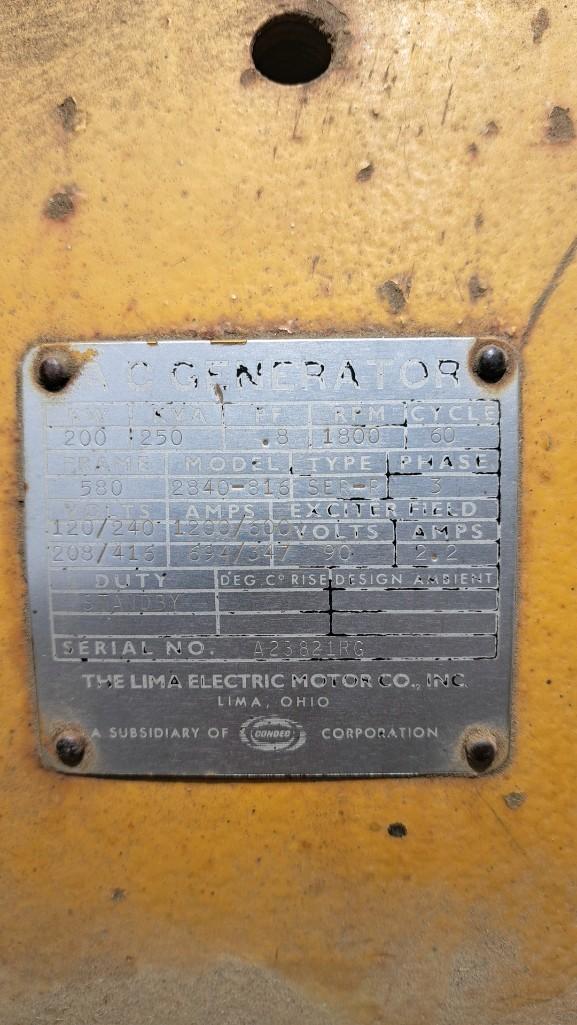 A C GENERATOR
KW KVA PF RPM CYCLE
200 250 .8 1800 60
FRAME MODEL TYPE PHASE
580 2840-816 SER-P 3
VOLTS AMPS EXCITER FIELD
120/240 1200/600 VOLTS AMPS
208/416 694/347 90 2.2
DUTY DEG. C° RISE DESIGN AMBIENT
STANDBY
SERIAL NO. A23821RG
THE LIMA ELECTRIC MOTOR CO., INC.
LIMA, OHIO
A SUBSIDIARY OF CONDEC CORPORATION